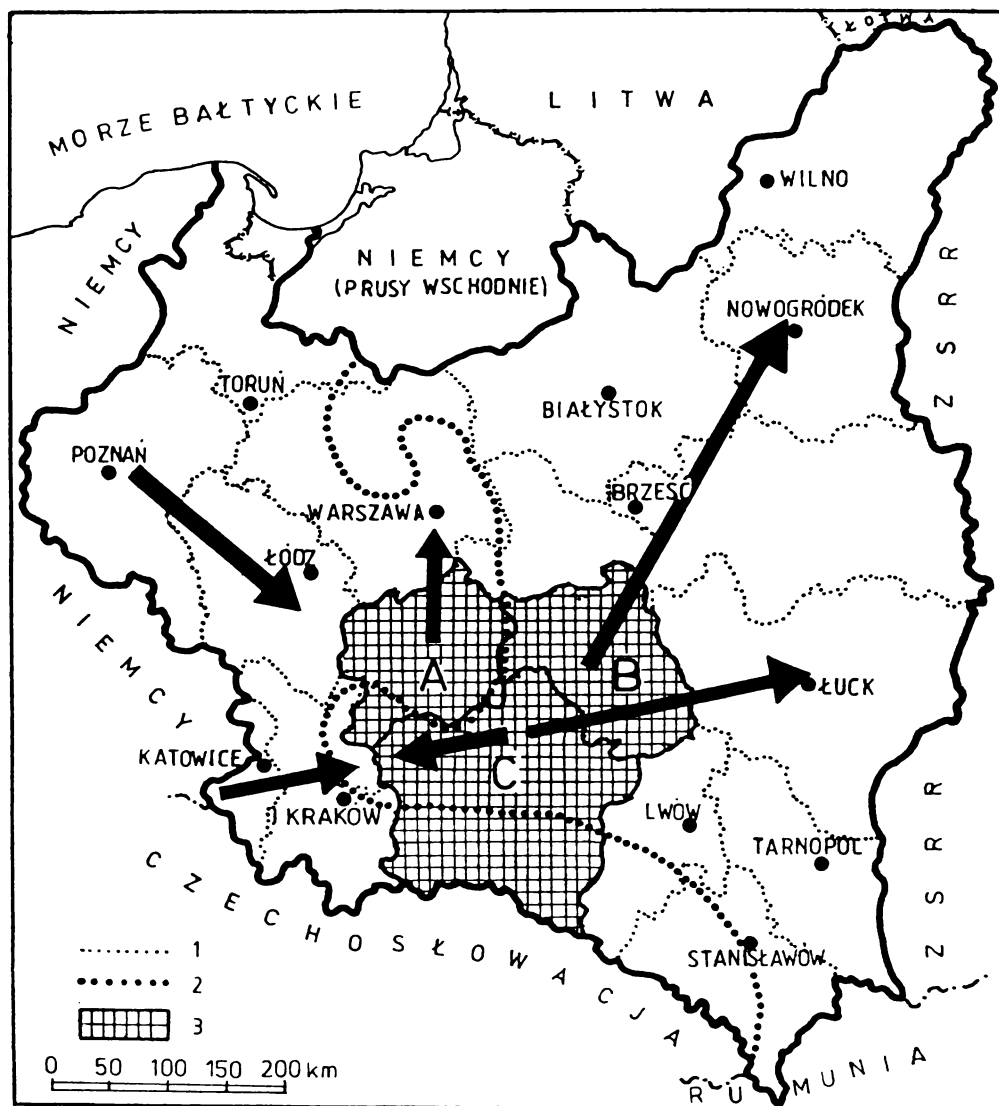 ŁOTWA
MORZE BAŁTYCKIE
LITWA
WILNO
NIEMCY
NIEMCY
(PRUSY WSCHODNIE)
ZSRR
NOWOGRÓDEK
TORUŃ
BIAŁYSTOK
POZNAŃ
BRZEŚĆ
WARSZAWA
ŁÓDŹ
NIEMCY
A
B
ŁUCK
KATOWICE
C
KRAKÓW
LWÓW
TARNOPOL
ZSRR
CZECHOSŁOWACJA
STANISŁAWÓW
1
2
3
0 50 100 150 200 km
RUMUNIA